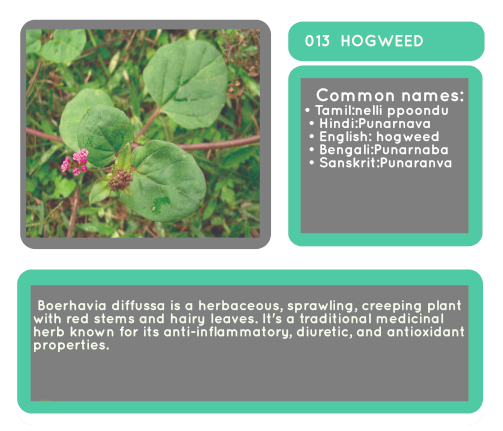 013 HOGWEED
Common names:
• Tamil:nelli ppoondu
• Hindi:Punarnava
• English: hogweed
• Bengali:Punarnaba
• Sanskrit:Punaranva
Boerhavia diffussa is a herbaceous, sprawling, creeping plant
with red stems and hairy leaves. It's a traditional medicinal
herb known for its anti-inflammatory, diuretic, and antioxidant
properties.